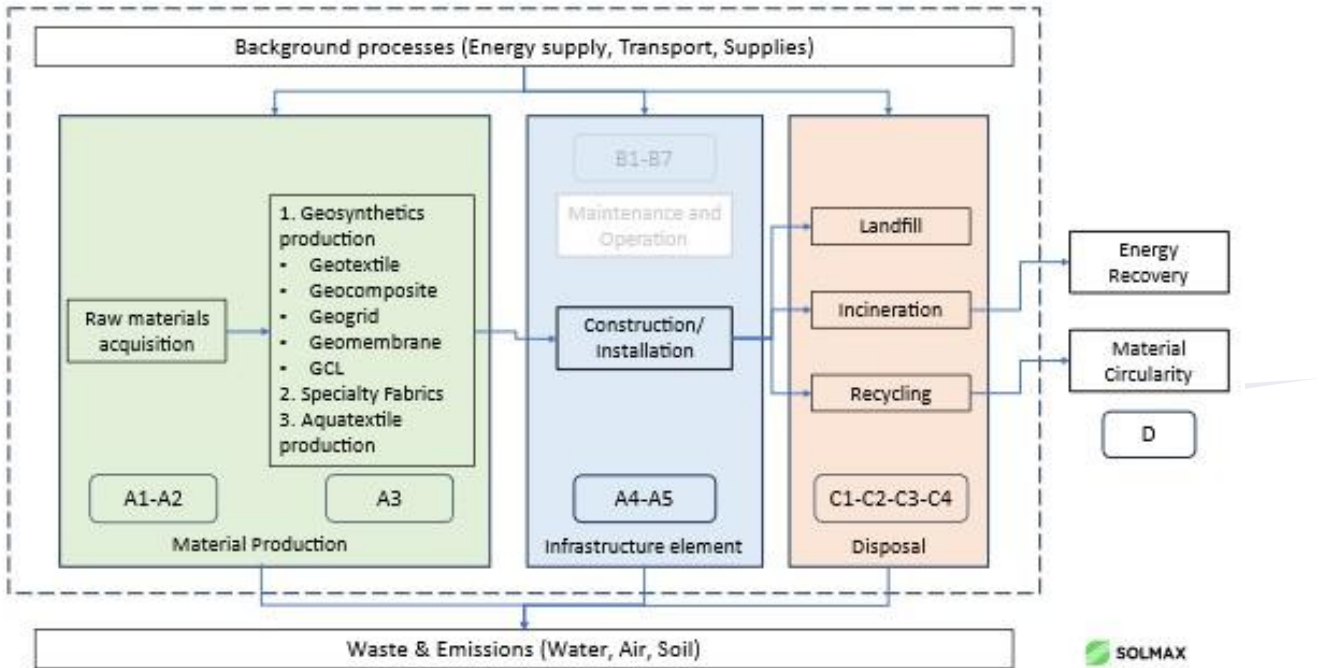 Background processes (Energy supply, Transport, Supplies)
Raw materials
acquisition
1. Geosynthetics
production
• Geotextile
• Geocomposite
• Geogrid
• Geomembrane
• GCL
2. Specialty Fabrics
3. Aquatextile
production
A1-A2
A3
Material Production
B1-B7
Maintenance and
Operation
Construction/
Installation
A4-A5
Infrastructure element
Landfill
Incineration
Recycling
C1-C2-C3-C4
Disposal
Energy
Recovery
Material
Circularity
D
Waste & Emissions (Water, Air, Soil)
SOLMAX